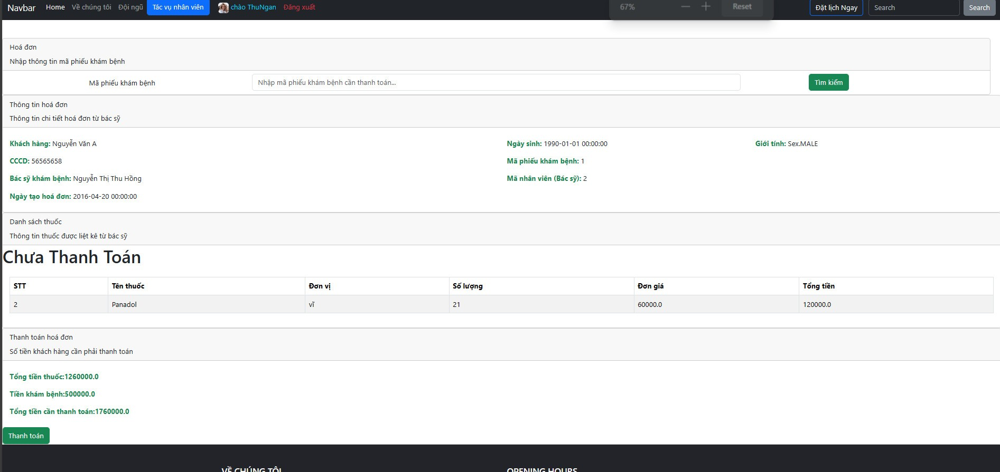 Navbar Home Về chúng tôi Đội ngũ Tác vụ nhân viên chào ThuNgan Đăng xuất 67% Reset Đặt lịch Ngay Search Search
Hoá đơn
Nhập thông tin mã phiếu khám bệnh
Mã phiếu khám bệnh Nhập mã phiếu khám bệnh cần thanh toán... Tìm kiếm
Thông tin hoá đơn
Thông tin chi tiết hoá đơn từ bác sỹ
Khách hàng: Nguyễn Văn A Ngày sinh: 1990-01-01 00:00:00 Giới tính: Sex.MALE
CCCD: 56565658 Mã phiếu khám bệnh: 1
Bác sỹ khám bệnh: Nguyễn Thị Thu Hồng Mã nhân viên (Bác sỹ): 2
Ngày tạo hoá đơn: 2016-04-20 00:00:00
Danh sách thuốc
Thông tin thuốc được liệt kê từ bác sỹ
Chưa Thanh Toán
STT Tên thuốc Đơn vị Số lượng Đơn giá Tổng tiền
2 Panadol vĩ 21 60000.0 120000.0
Thanh toán hoá đơn
Số tiền khách hàng cần phải thanh toán
Tổng tiền thuốc:1260000.0
Tiền khám bệnh:500000.0
Tổng tiền cần thanh toán:1760000.0
Thanh toán
VỀ CHÚNG TÔI OPENING HOURS